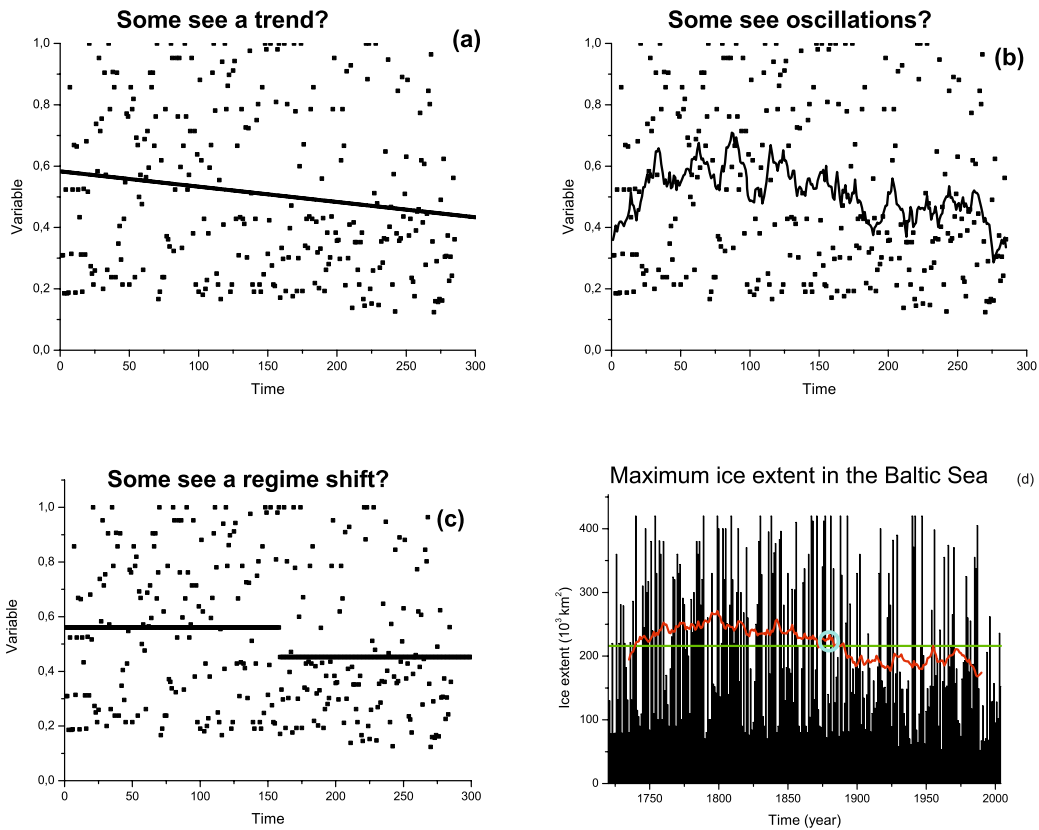 Some see a trend?
(a)
1,0
0,8
0,6
0,4
0,2
0,0
Variable
0 50 100 150 200 250 300
Time
Some see oscillations?
(b)
1,0
0,8
0,6
0,4
0,2
0,0
Variable
0 50 100 150 200 250 300
Time
Some see a regime shift?
(c)
1,0
0,8
0,6
0,4
0,2
0,0
Variable
0 50 100 150 200 250 300
Time
Maximum ice extent in the Baltic Sea
(d)
400
300
200
100
0
Ice extent (10³ km²)
1750 1800 1850 1900 1950 2000
Time (year)